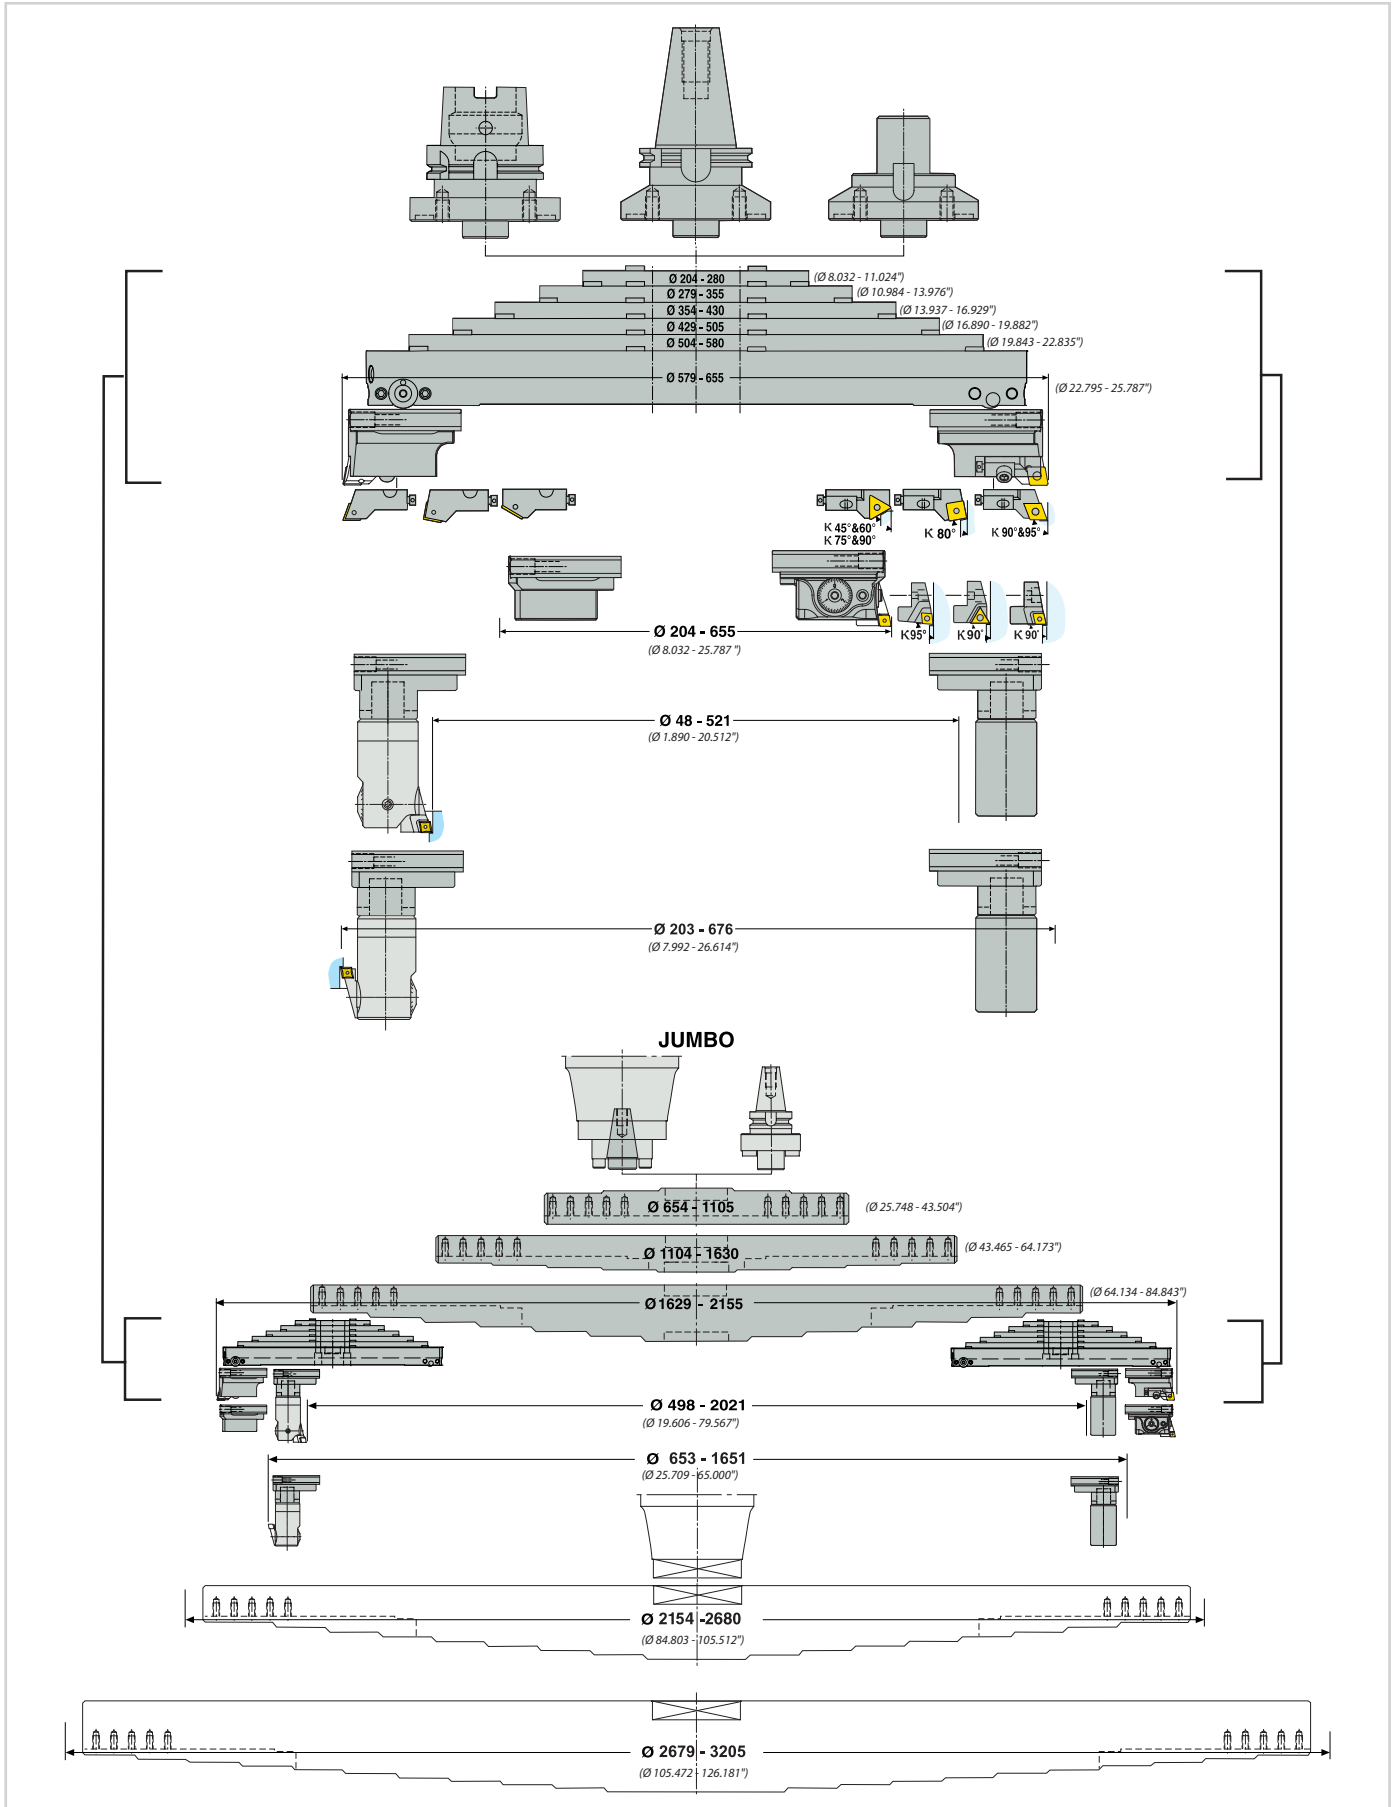 Ø 204 - 280 (Ø 8.032 - 11.024")
Ø 279 - 355 (Ø 10.984 - 13.976")
Ø 354 - 430 (Ø 13.937 - 16.929")
Ø 429 - 505 (Ø 16.890 - 19.882")
Ø 504 - 580 (Ø 19.843 - 22.835")
Ø 579 - 655
(Ø 22.795 - 25.787")
K 45°&60°
K 75°&90°
K 80°
K 90°&95°
Ø 204 - 655
(Ø 8.032 - 25.787 ")
K95°
K 90°
K 90°
Ø 48 - 521
(Ø 1.890 - 20.512")
Ø 203 - 676
(Ø 7.992 - 26.614")
JUMBO
Ø 654 - 1105 (Ø 25.748 - 43.504")
Ø 1104 - 1630 (Ø 43.465 - 64.173")
Ø 1629 - 2155 (Ø 64.134 - 84.843")
Ø 498 - 2021
(Ø 19.606 - 79.567")
Ø 653 - 1651
(Ø 25.709 - 65.000")
Ø 2154 -2680
(Ø 84.803 - 105.512")
Ø 2679 - 3205
(Ø 105.472 - 126.181")